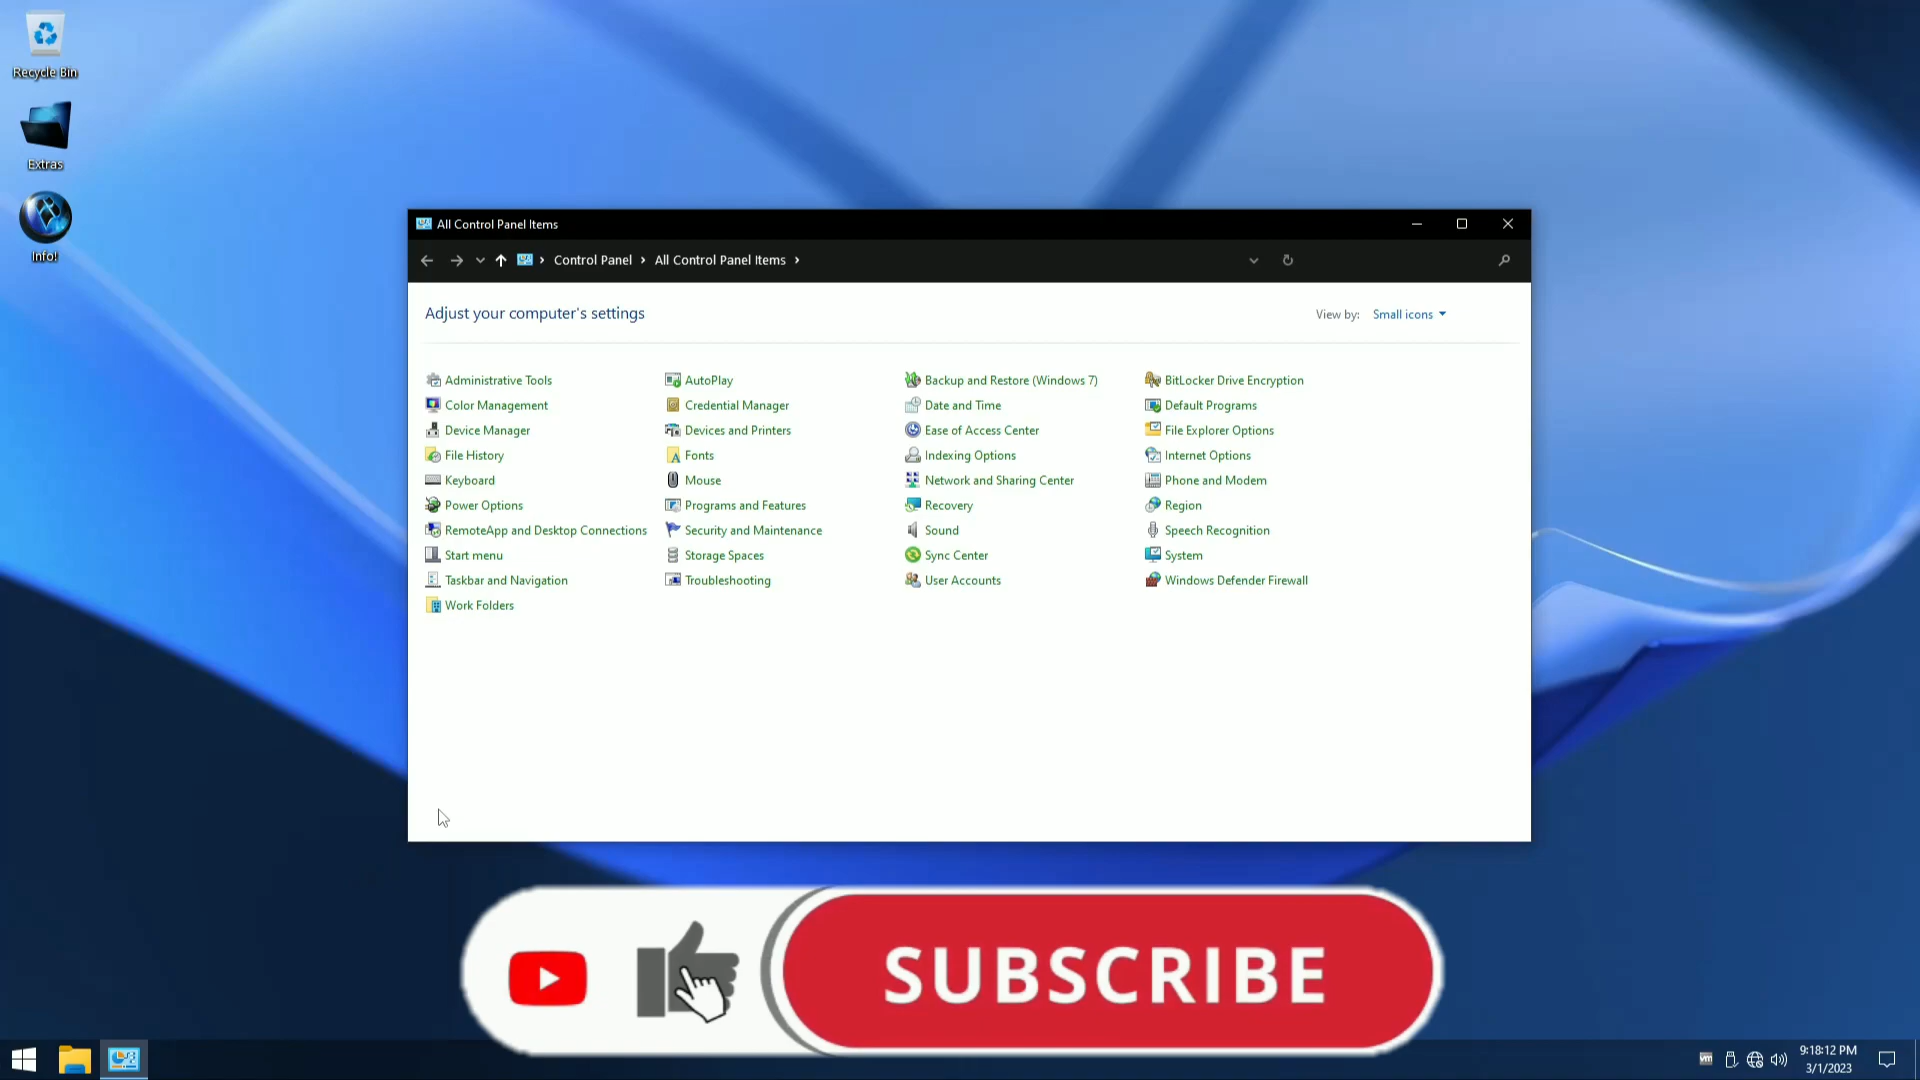 Recycle Bin
Extras
Info!
All Control Panel Items
Control Panel
All Control Panel Items
Adjust your computer's settings
View by:
Small icons
Administrative Tools
AutoPlay
Backup and Restore (Windows 7)
BitLocker Drive Encryption
Color Management
Credential Manager
Date and Time
Default Programs
Device Manager
Devices and Printers
Ease of Access Center
File Explorer Options
File History
Fonts
Indexing Options
Internet Options
Keyboard
Mouse
Network and Sharing Center
Phone and Modem
Power Options
Programs and Features
Recovery
Region
RemoteApp and Desktop Connections
Security and Maintenance
Sound
Speech Recognition
Start menu
Storage Spaces
Sync Center
System
Taskbar and Navigation
Troubleshooting
User Accounts
Windows Defender Firewall
Work Folders
SUBSCRIBE
vm
9:18:12 PM
3/1/2023